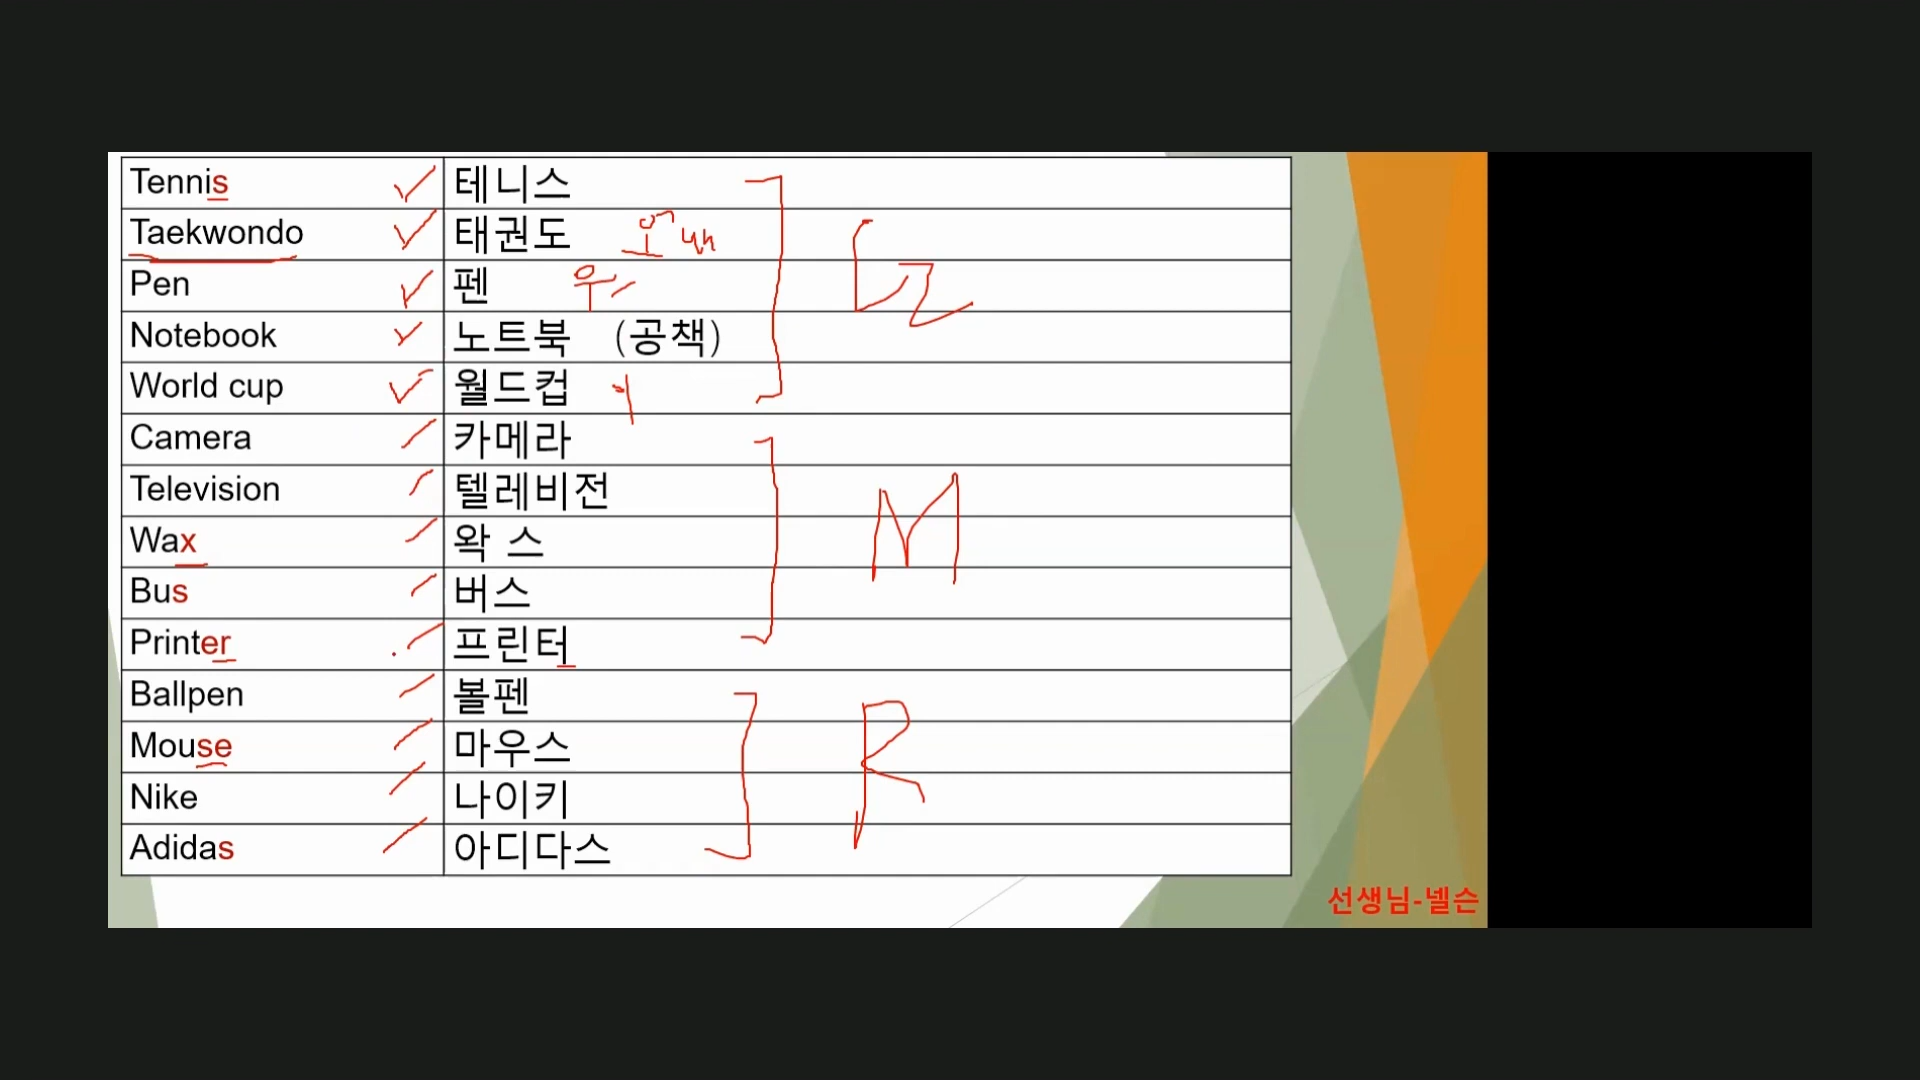 Tennis 테니스
Taekwondo 태권도
Pen 펜 우
Notebook 노트북 (공책)
World cup 월드컵 ㅓ
Camera 카메라
Television 텔레비전
Wax 왁 스
M
Bus 버스
Printer 프린터
Ballpen 볼펜
Mouse 마우스
R
Nike 나이키
Adidas 아디다스
선생님-넬슨